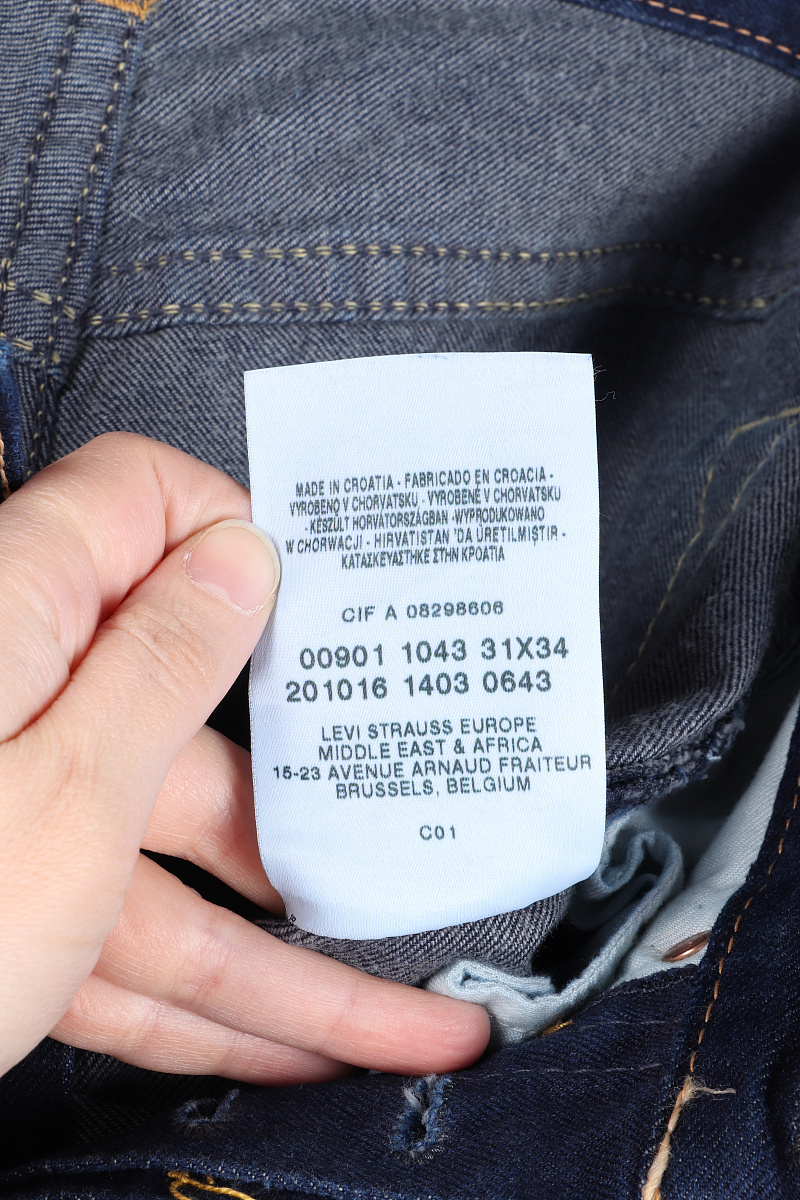 MADE IN CROATIA - FABRICADO EN CROACIA -
VYROBENO V CHORVATSKU - VYROBENÉ V CHORVATSKU
- KÉSZÜLT HORVÁTORSZÁGBAN -WYPRODUKOWANO
W CHORWACJI - HIRVATISTAN 'DA ÜRETILMIŞTIR -
ΚΑΤΑΣΚΕΥΑΣΤΗΚΕ ΣΤΗΝ ΚΡΟΑΤΙΑ
CIF A 08298606
00901 1043 31X34
201016 1403 0643
LEVI STRAUSS EUROPE
MIDDLE EAST & AFRICA
15-23 AVENUE ARNAUD FRAITEUR
BRUSSELS, BELGIUM
C01